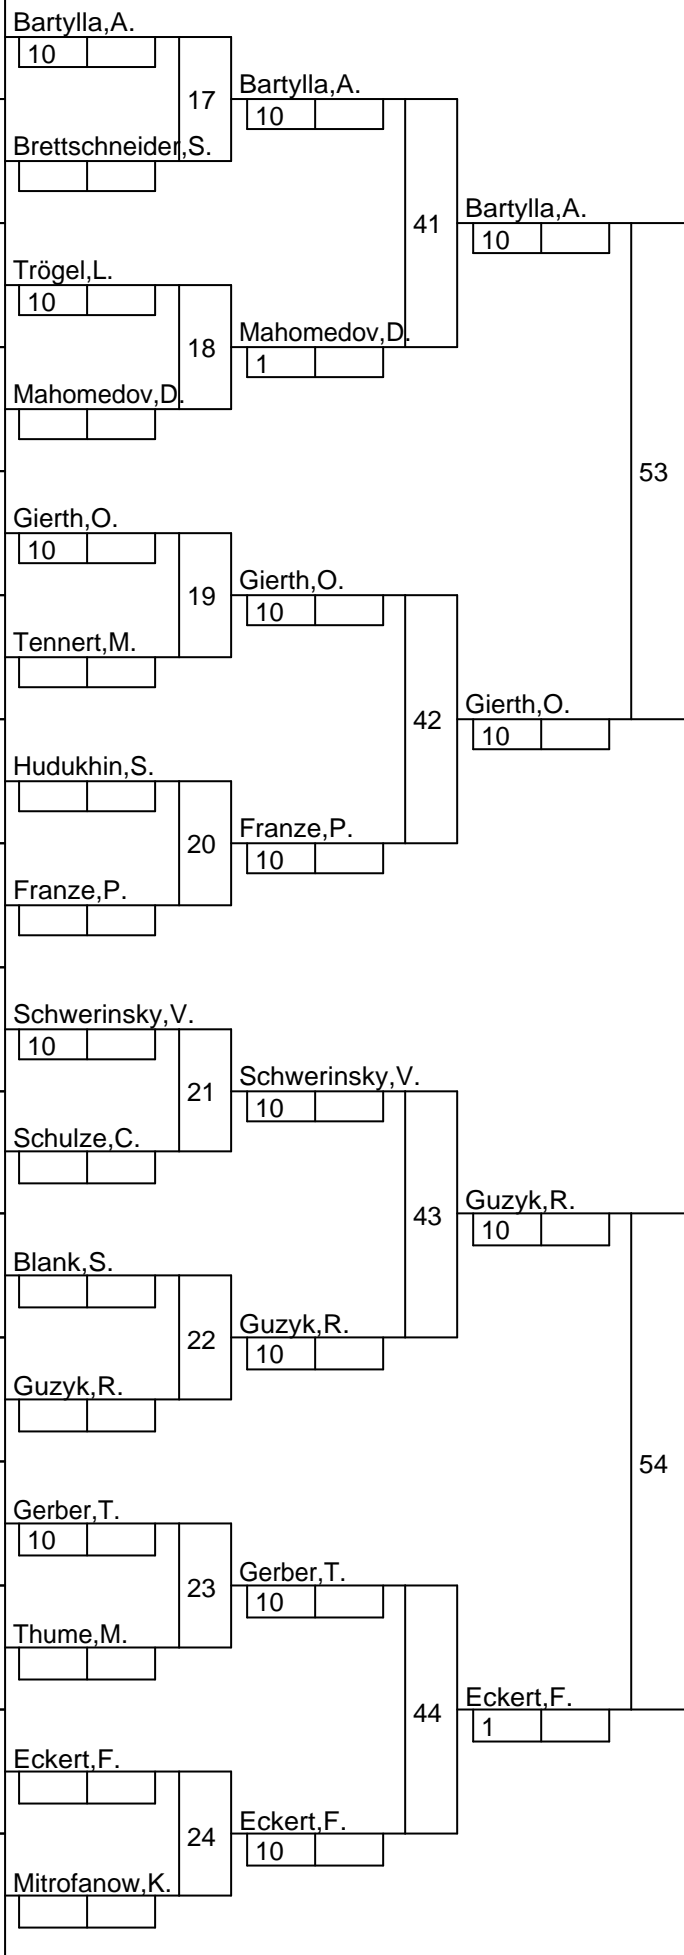 Bartylla,A.
10
17
Bartylla,A.
10
Brettschneider,S.
41
Bartylla,A.
10
Trögel,L.
10
18
Mahomedov,D.
1
Mahomedov,D.
53
Gierth,O.
10
19
Gierth,O.
10
Tennert,M.
42
Gierth,O.
10
Hudukhin,S.
20
Franze,P.
10
Franze,P.
Schwerinsky,V.
10
21
Schwerinsky,V.
10
Schulze,C.
43
Guzyk,R.
10
Blank,S.
22
Guzyk,R.
10
Guzyk,R.
54
Gerber,T.
10
23
Gerber,T.
10
Thume,M.
44
Eckert,F.
1
Eckert,F.
24
Eckert,F.
10
Mitrofanow,K.